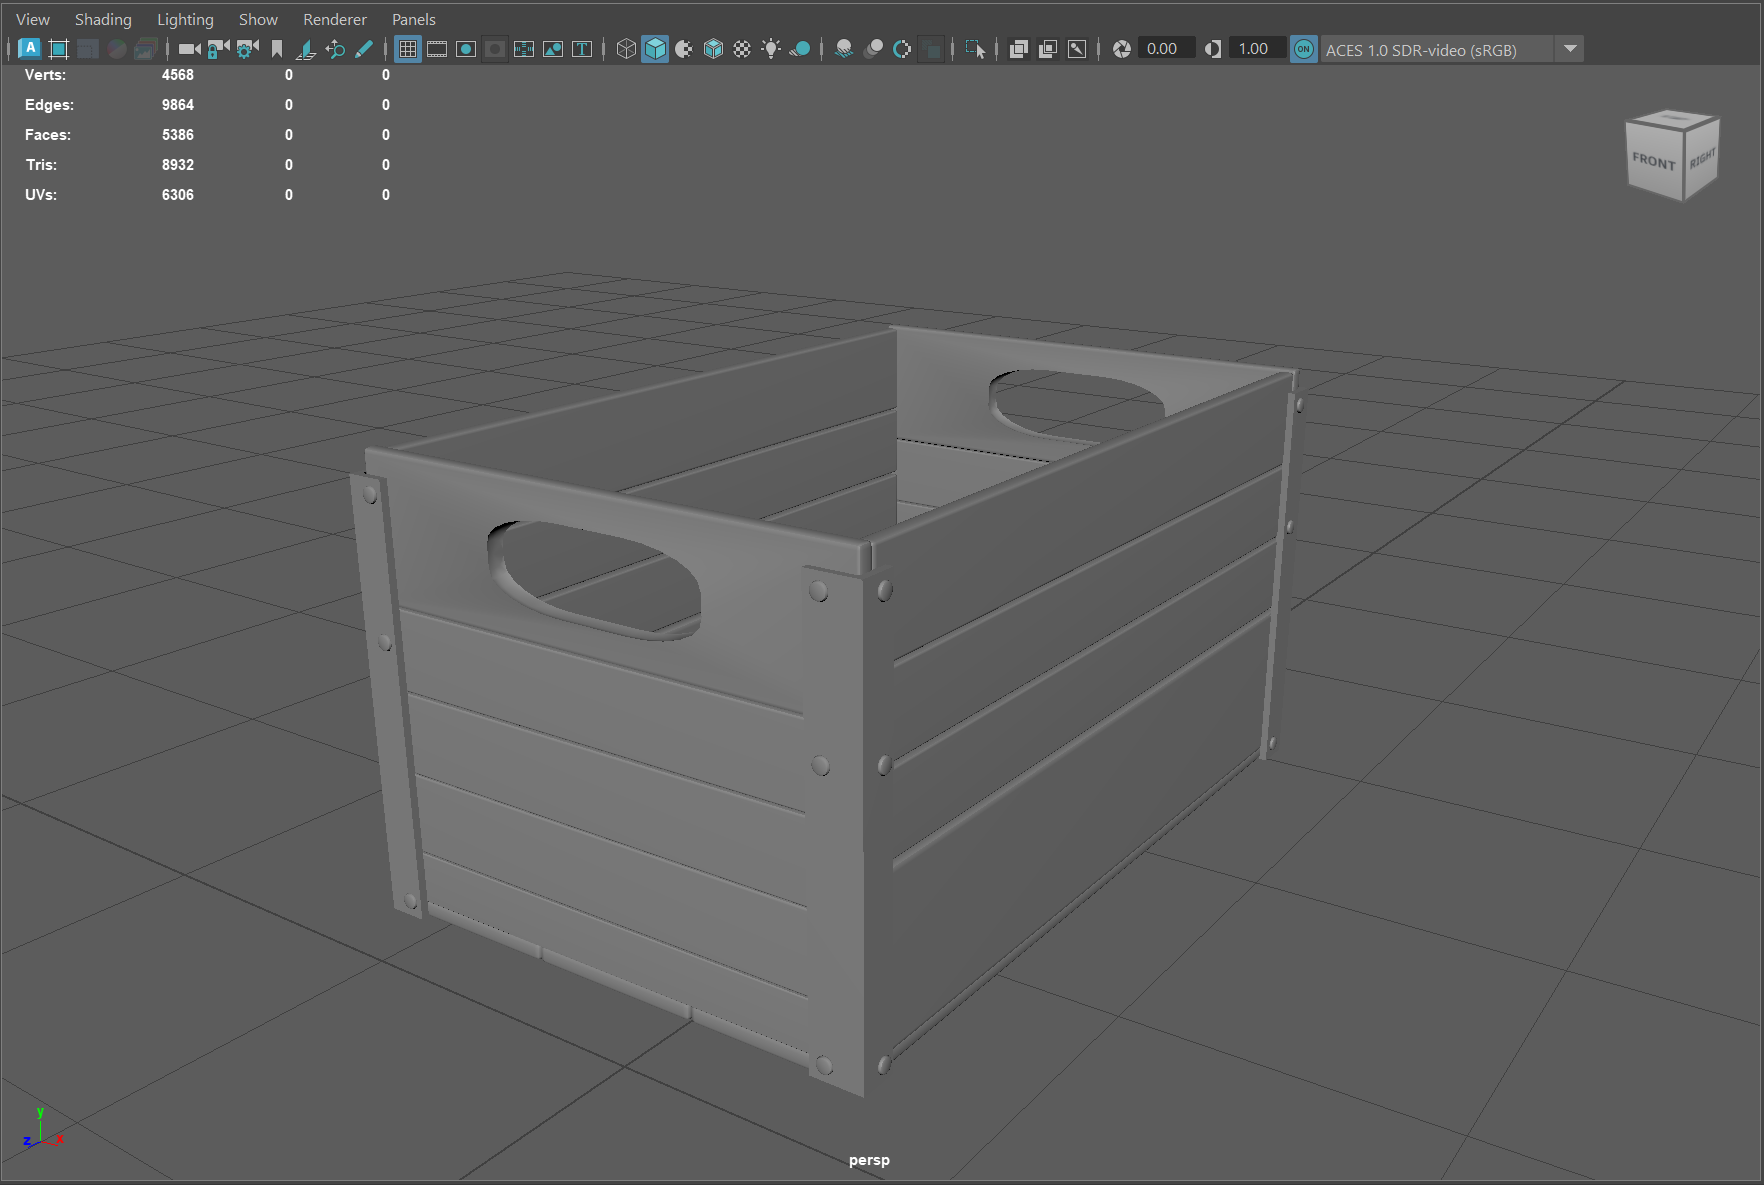 View Shading Lighting Show Renderer Panels
A T 0.00 1.00 ON ACES 1.0 SDR-video (sRGB)
Verts: 4568 0 0
Edges: 9864 0 0
Faces: 5386 0 0
Tris: 8932 0 0
UVs: 6306 0 0
FRONT RIGHT
y
z x
persp